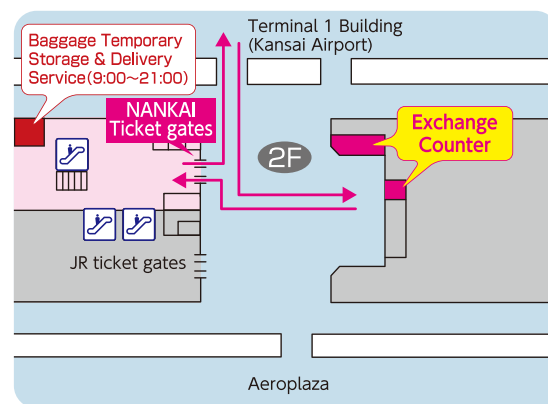 Terminal 1 Building
(Kansai Airport)
Baggage Temporary
Storage & Delivery
Service(9:00~21:00)
NANKAI
Ticket gates
Exchange
Counter
2F
JR ticket gates
Aeroplaza